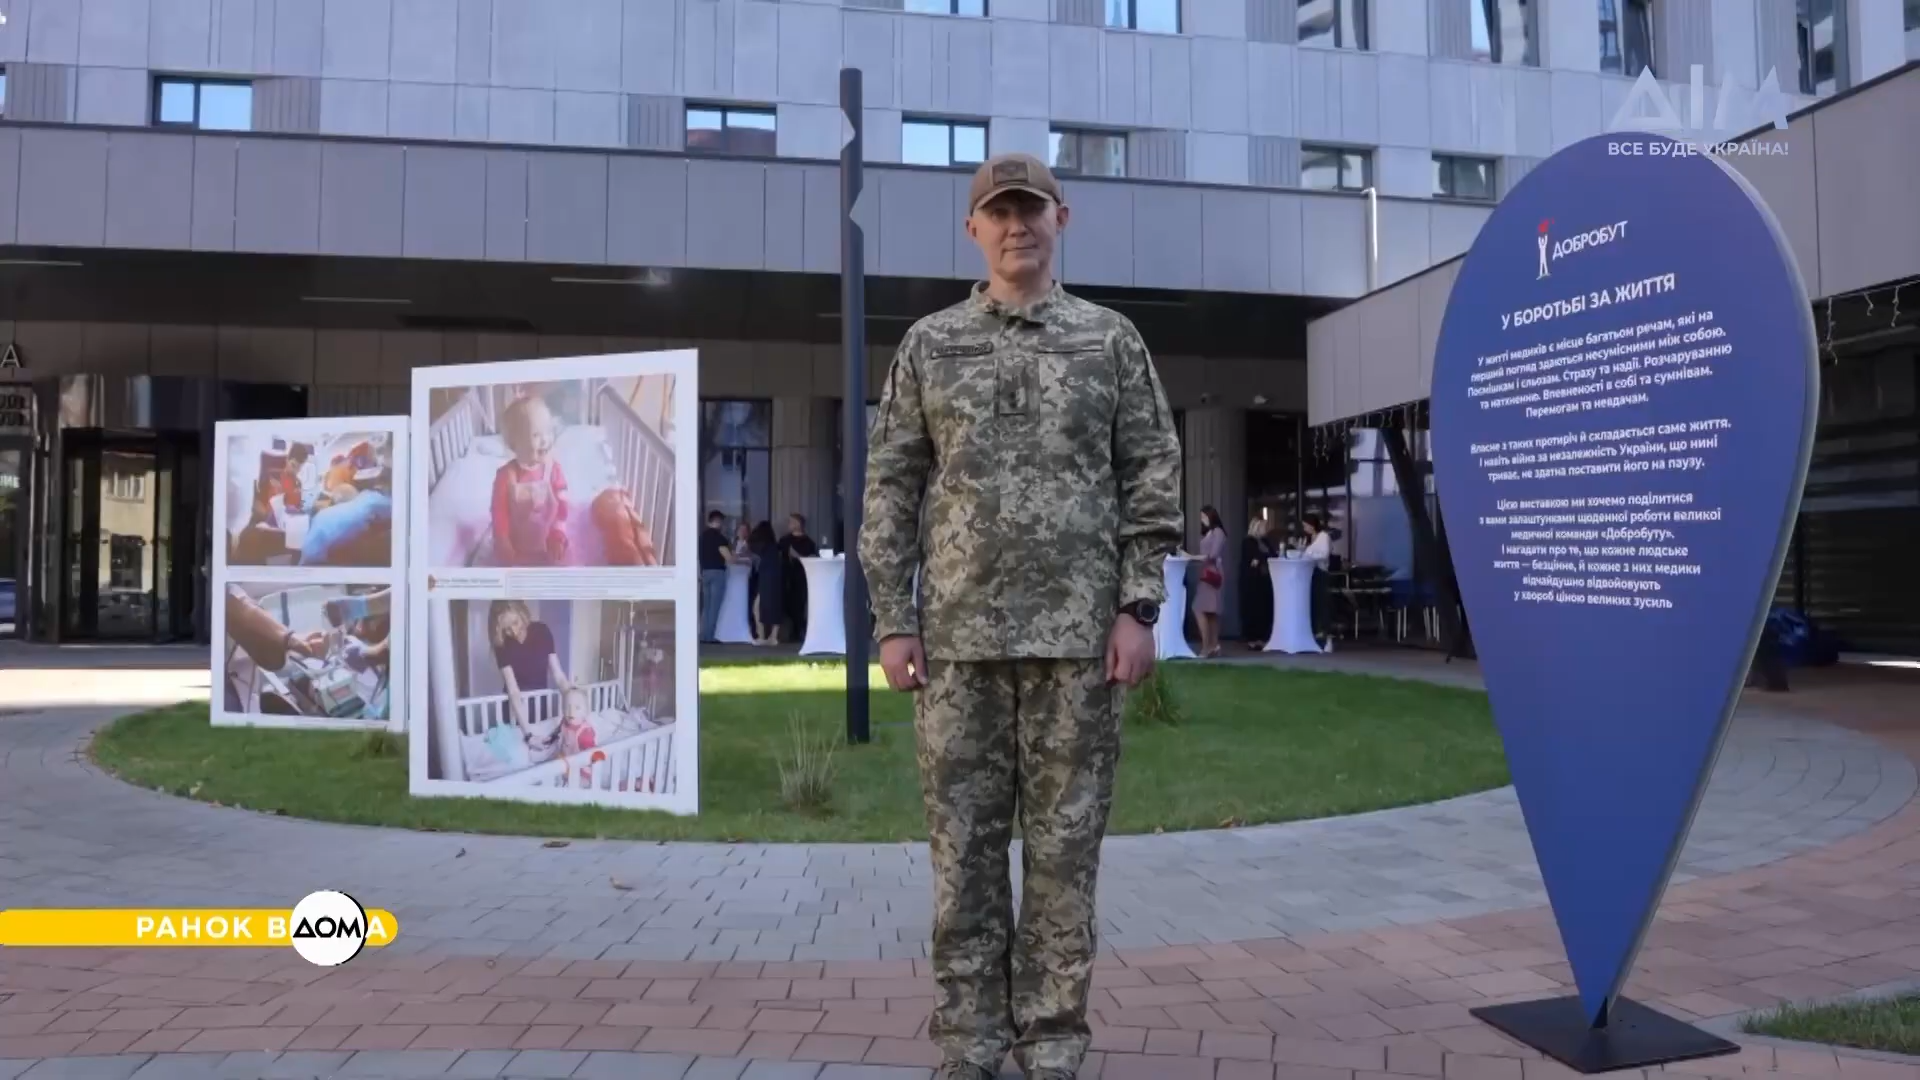 ДІМ
ВСЕ БУДЕ УКРАЇНА!
ДОБРОБУТ
У БОРОТЬБІ ЗА ЖИТТЯ
У житті медиків є місце багатьом речам, які на
перший погляд здаються несумісними між собою.
Посмішкам і сльозам. Страху та надії. Розчаруванню
та натхненню. Впевненості в собі та сумнівам.
Перемогам та невдачам.
Власне з таких протиріч й складається саме життя.
І навіть війна за незалежність України, що нині
триває, не здатна поставити його на паузу.
Цією виставкою ми хочемо поділитися
з вами залаштунками щоденної роботи великої
медичної команди «Добробуту».
І нагадати про те, що кожне людське
життя — безцінне, й кожне з них медики
відчайдушно відвойовують
у хвороб ціною великих зусиль
РАНОК В ДОМА